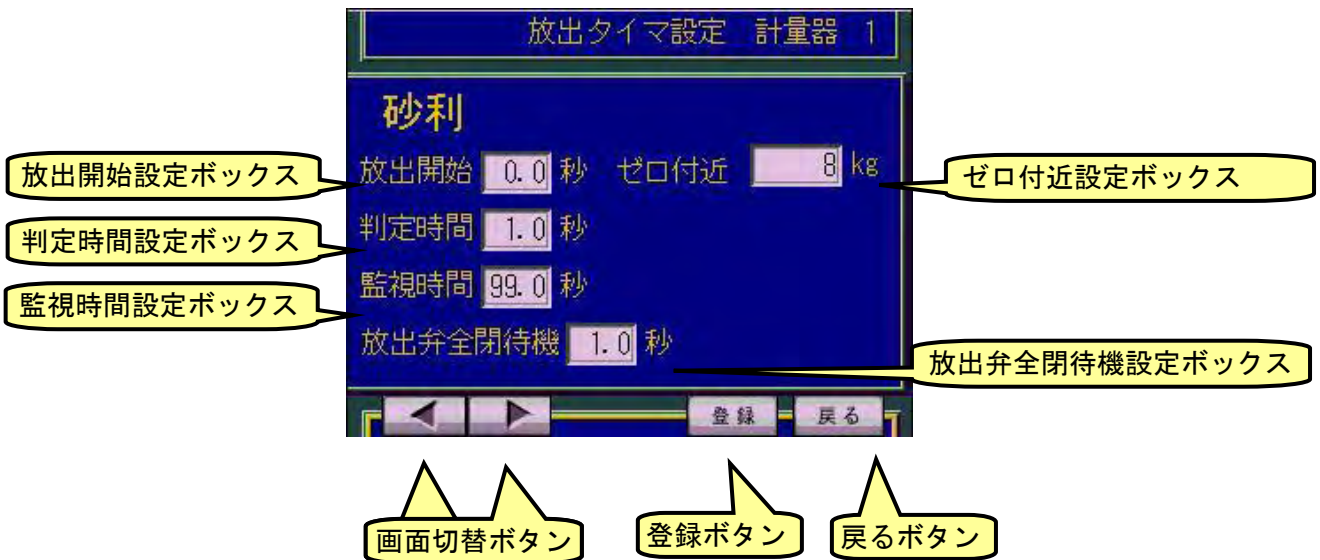 放出タイマ設定 計量器 1
砂利
放出開始 0.0 秒 ゼロ付近 8 kg
判定時間 1.0 秒
監視時間 99.0 秒
放出弁全閉待機 1.0 秒
登録 戻る
放出開始設定ボックス
判定時間設定ボックス
監視時間設定ボックス
ゼロ付近設定ボックス
放出弁全閉待機設定ボックス
画面切替ボタン
登録ボタン
戻るボタン